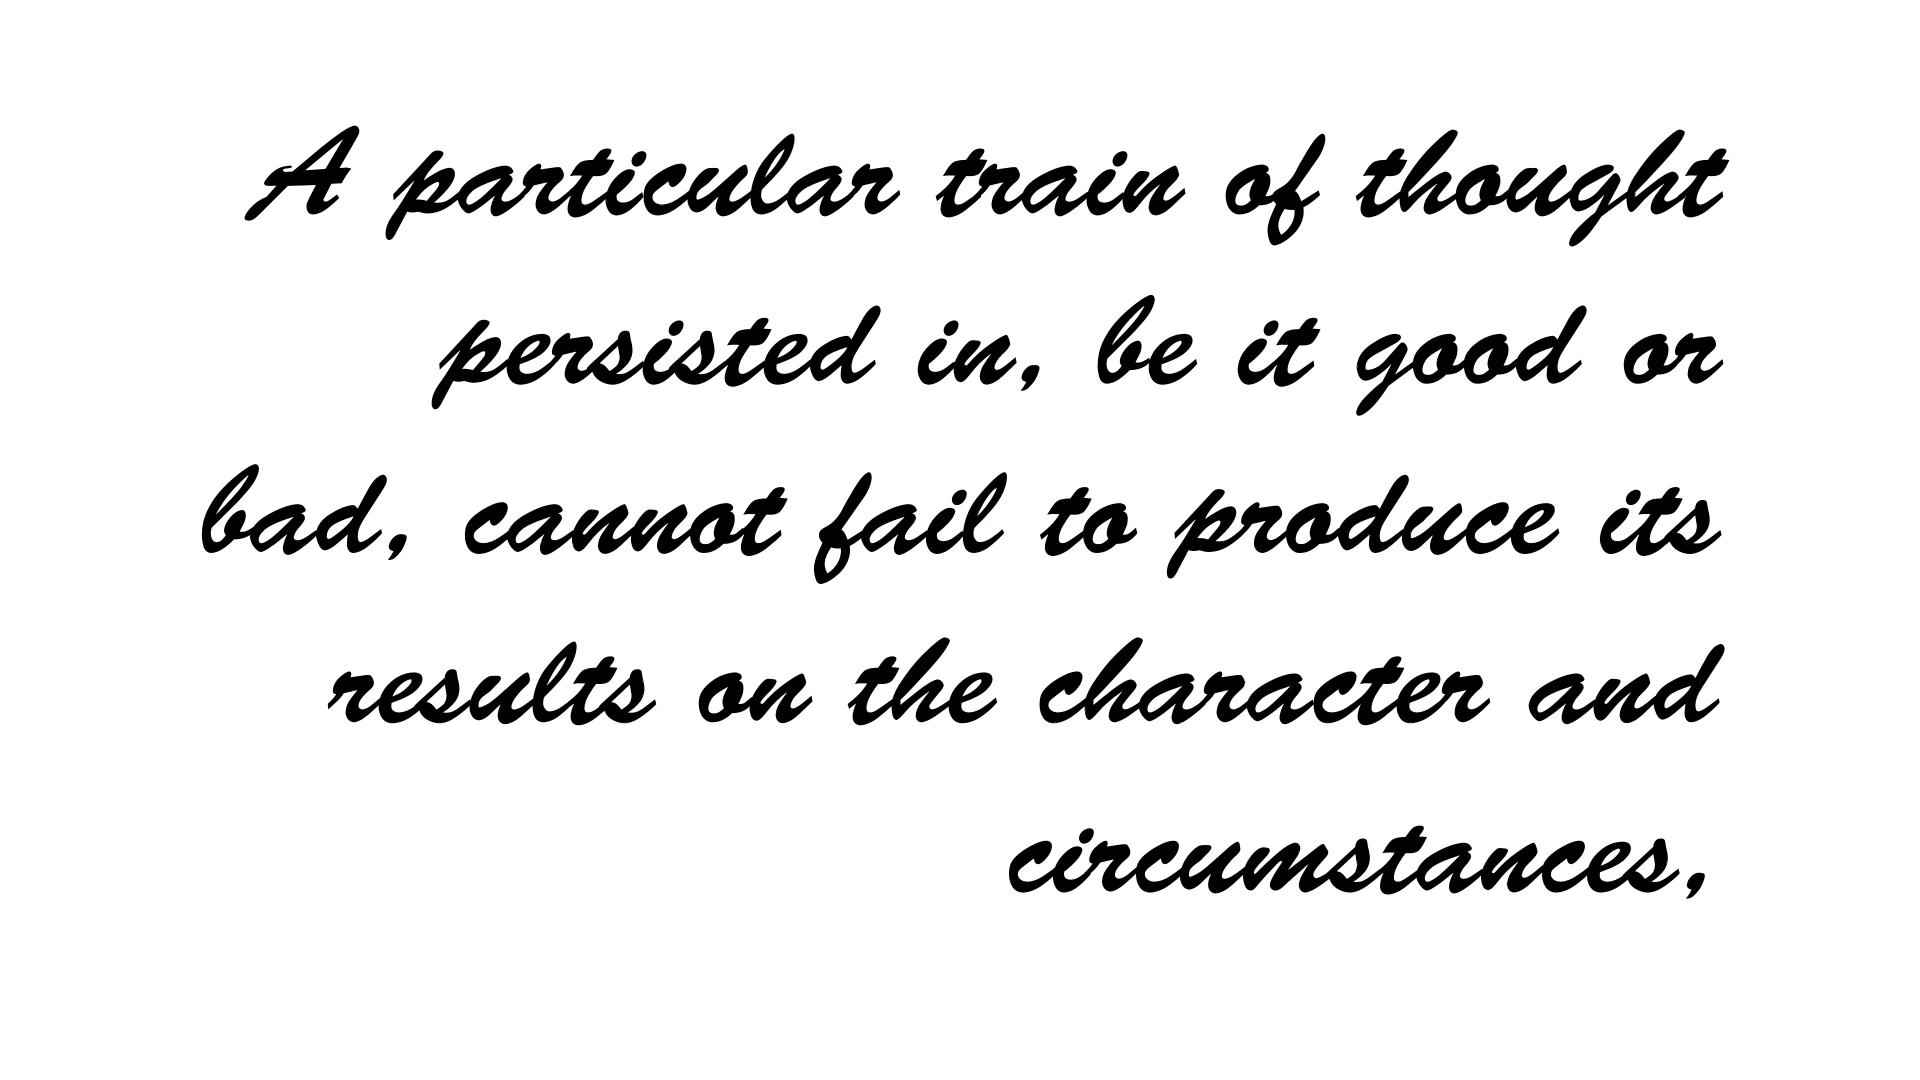 A particular train of thought
persisted in, be it good or
bad, cannot fail to produce its
results on the character and
circumstances,